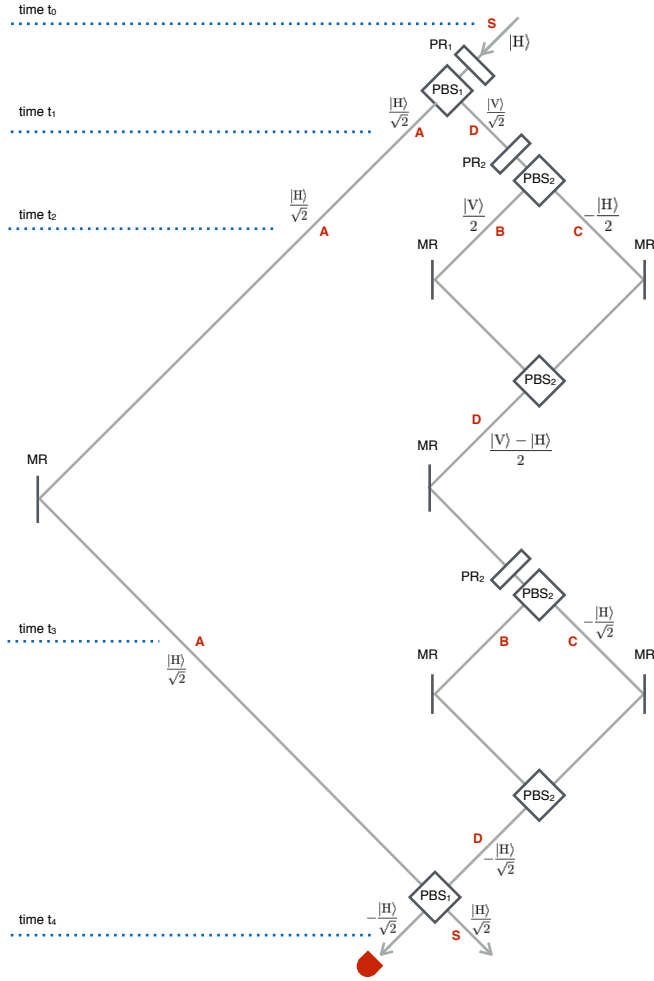 time t₀
S
|H⟩
PR₁
PBS₁
|H⟩/√2
|V⟩/√2
time t₁
A
D
PR₂
PBS₂
|H⟩/√2
time t₂
A
|V⟩/2
B
C
−|H⟩/2
MR
MR
PBS₂
D
|V⟩ − |H⟩/2
MR
MR
PR₂
PBS₂
−|H⟩/√2
time t₃
A
B
C
|H⟩/√2
MR
MR
PBS₂
D
−|H⟩/√2
PBS₁
time t₄
−|H⟩/√2
|H⟩/√2
S